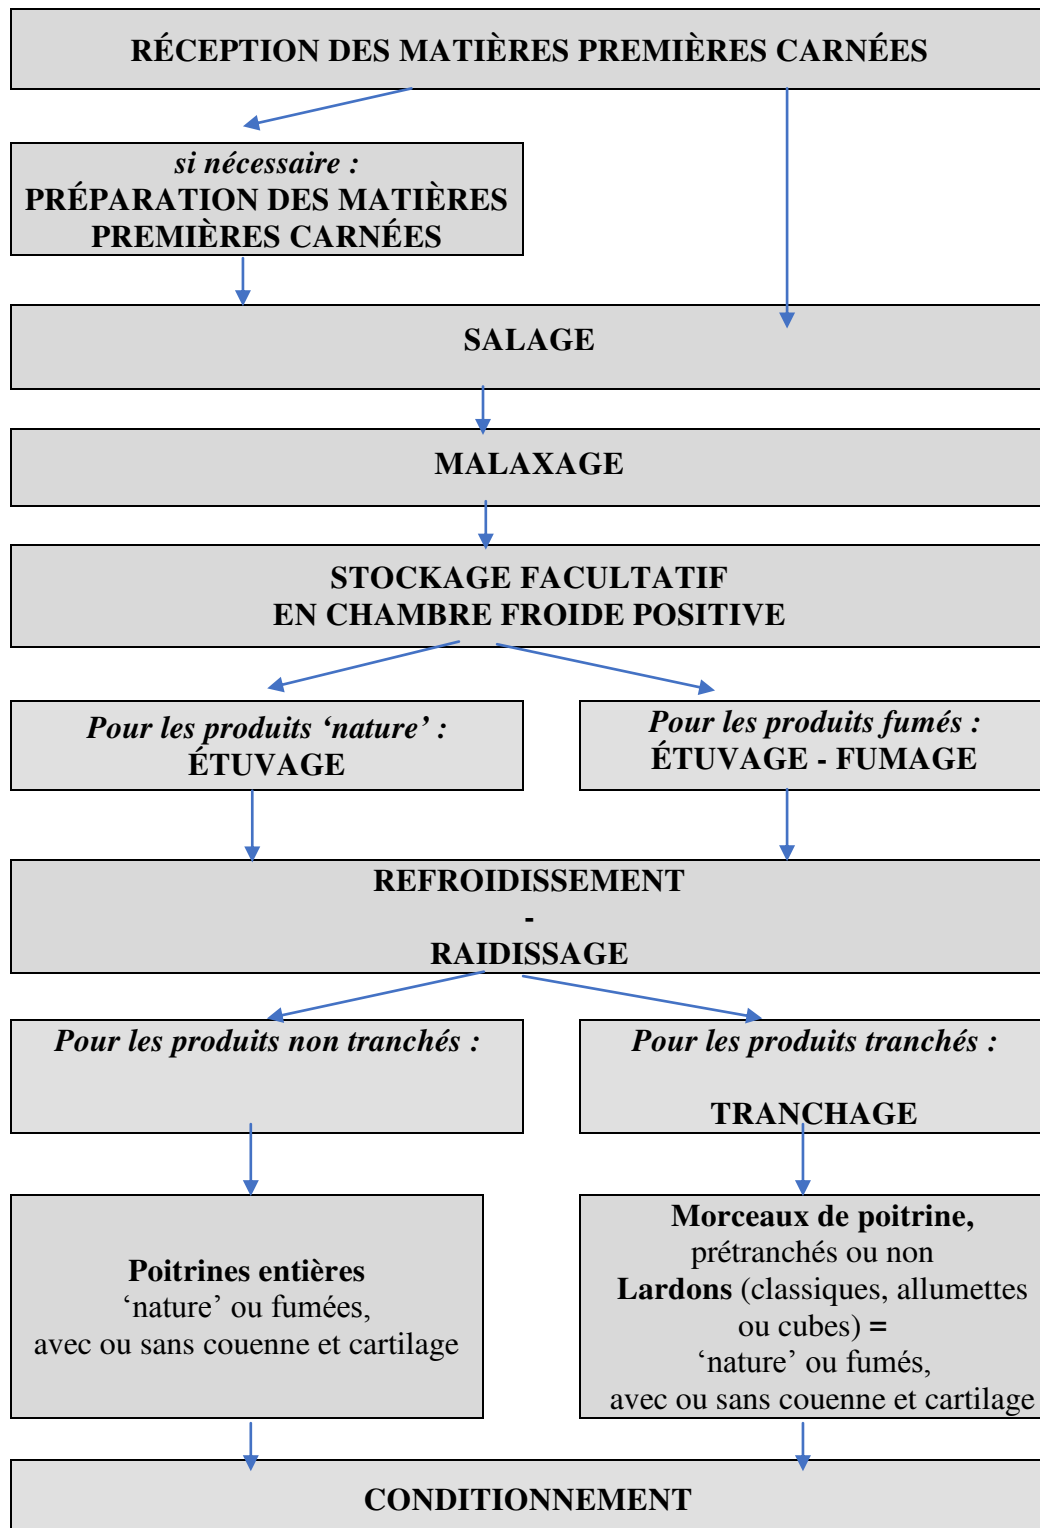 RÉCEPTION DES MATIÈRES PREMIÈRES CARNÉES
si nécessaire :
PRÉPARATION DES MATIÈRES
PREMIÈRES CARNÉES
SALAGE
MALAXAGE
STOCKAGE FACULTATIF
EN CHAMBRE FROIDE POSITIVE
Pour les produits ‘nature’ :
ÉTUVAGE
Pour les produits fumés :
ÉTUVAGE - FUMAGE
REFROIDISSEMENT
-
RAIDISSAGE
Pour les produits non tranchés :
Pour les produits tranchés :
TRANCHAGE
Poitrines entières
‘nature’ ou fumées,
avec ou sans couenne et cartilage
Morceaux de poitrine,
prétranchés ou non
Lardons (classiques, allumettes
ou cubes) =
‘nature’ ou fumés,
avec ou sans couenne et cartilage
CONDITIONNEMENT